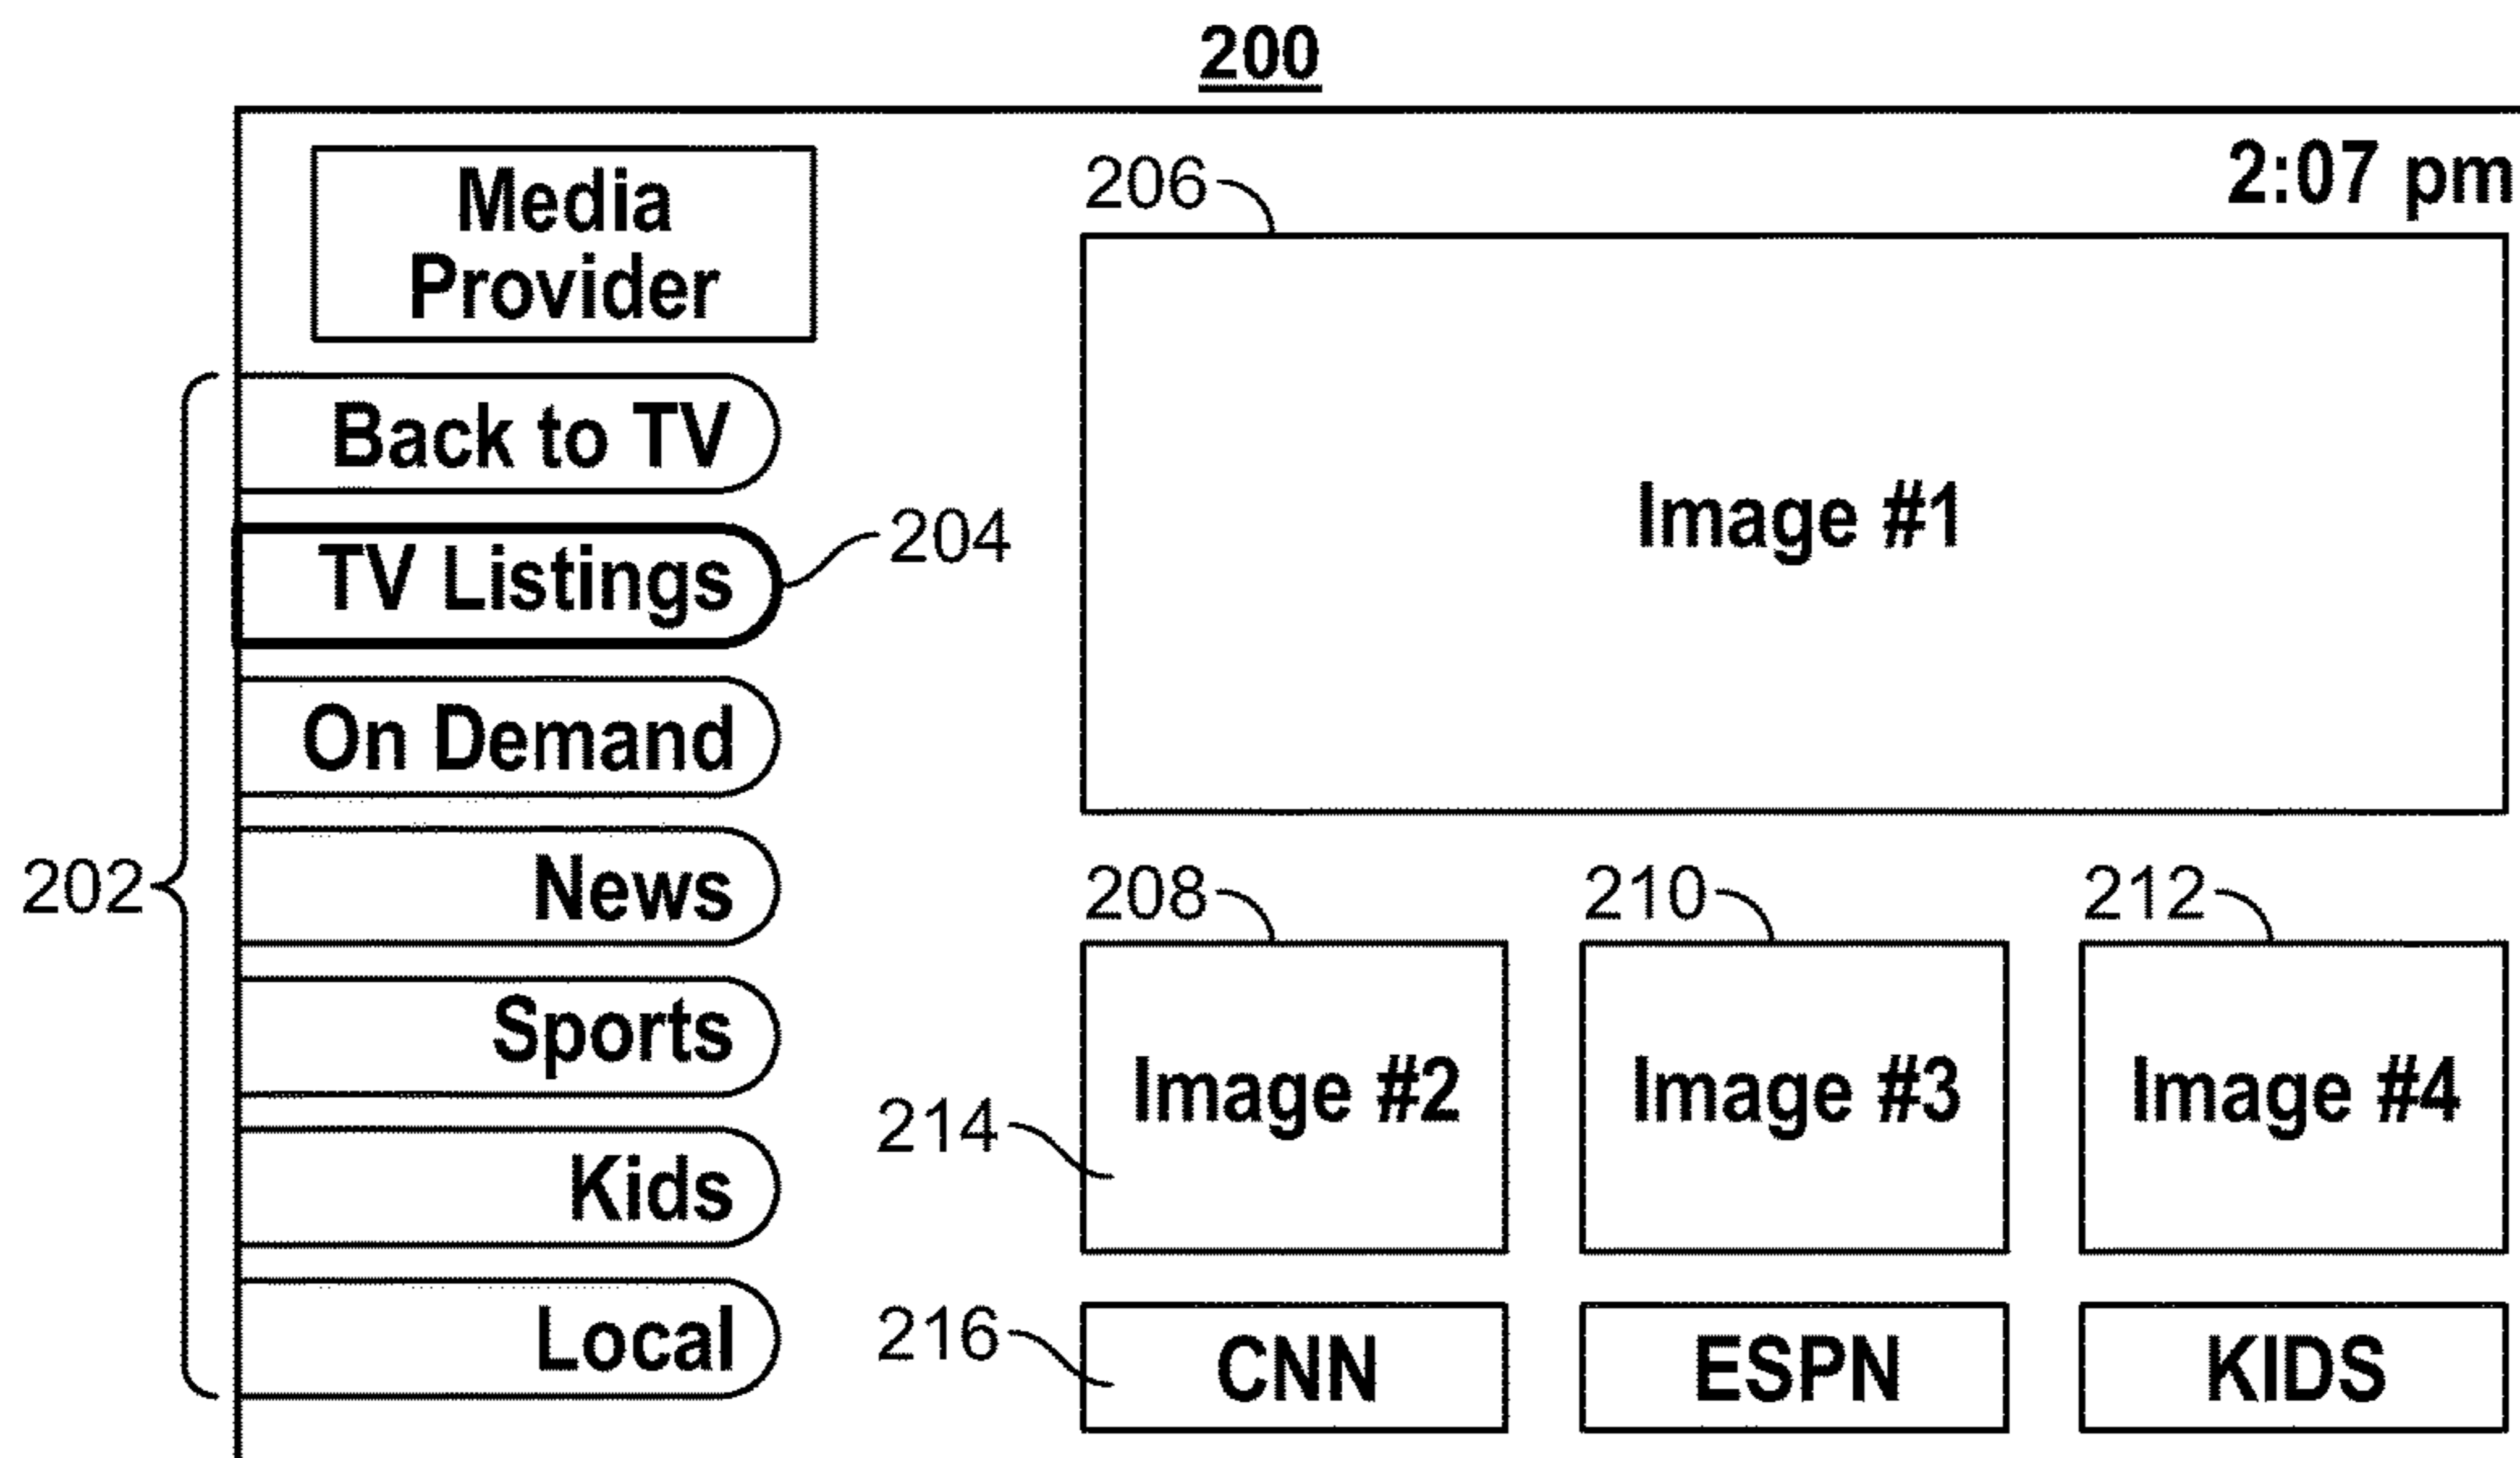 200
2:07 pm
Media
Provider
206
Back to TV
Image #1
TV Listings
204
On Demand
202
News
208
210
212
Sports
Image #2
Image #3
Image #4
214
Kids
Local
216
CNN
ESPN
KIDS